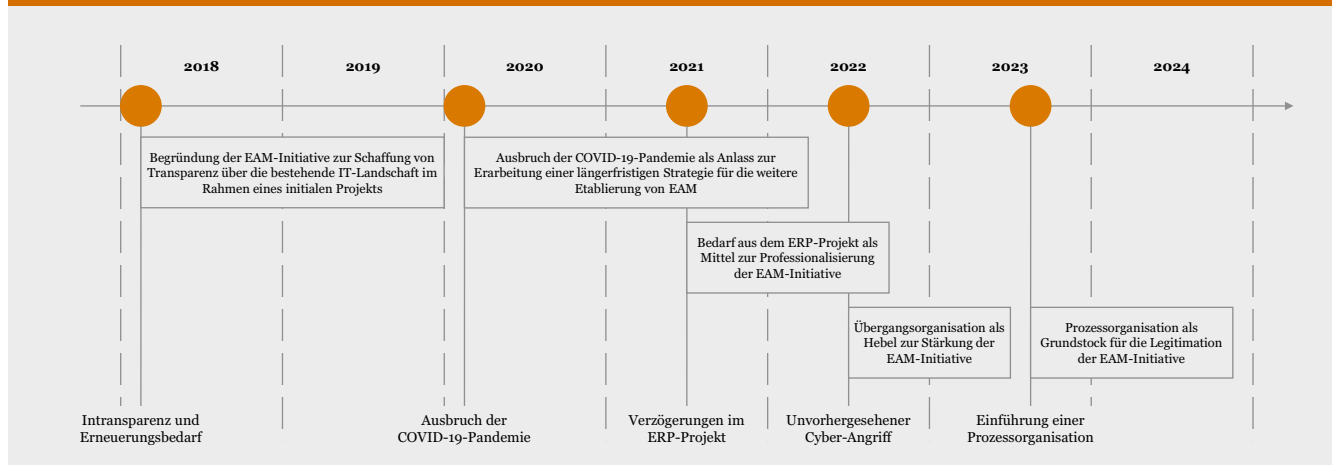 2018
2019
2020
2021
2022
2023
2024
Begründung der EAM-Initiative zur Schaffung von
Transparenz über die bestehende IT-Landschaft im
Rahmen eines initialen Projekts
Ausbruch der COVID-19-Pandemie als Anlass zur
Erarbeitung einer längerfristigen Strategie für die weitere
Etablierung von EAM
Bedarf aus dem ERP-Projekt als
Mittel zur Professionalisierung
der EAM-Initiative
Übergangsorganisation als
Hebel zur Stärkung der
EAM-Initiative
Prozessorganisation als
Grundstock für die Legitimation
der EAM-Initiative
Intransparenz und
Erneuerungsbedarf
Ausbruch der
COVID-19-Pandemie
Verzögerungen im
ERP-Projekt
Unvorhergesehener
Cyber-Angriff
Einführung einer
Prozessorganisation